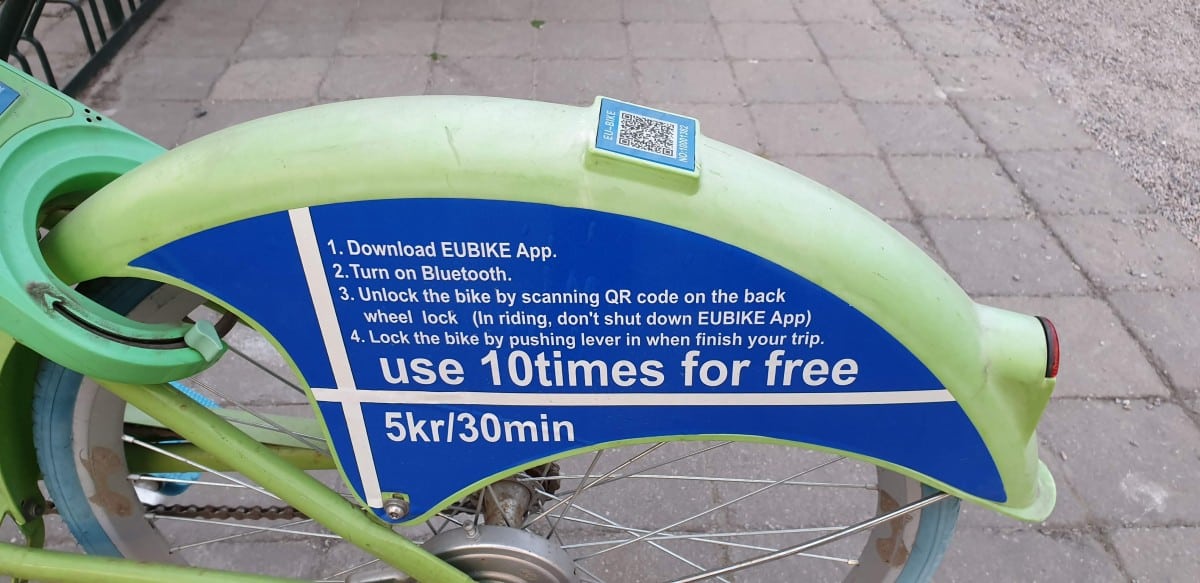 EU-BIKE
NO:10001382
1. Download EUBIKE App.
2. Turn on Bluetooth.
3. Unlock the bike by scanning QR code on the back
wheel lock (In riding, don't shut down EUBIKE App)
4. Lock the bike by pushing lever in when finish your trip.
use 10times for free
5kr/30min